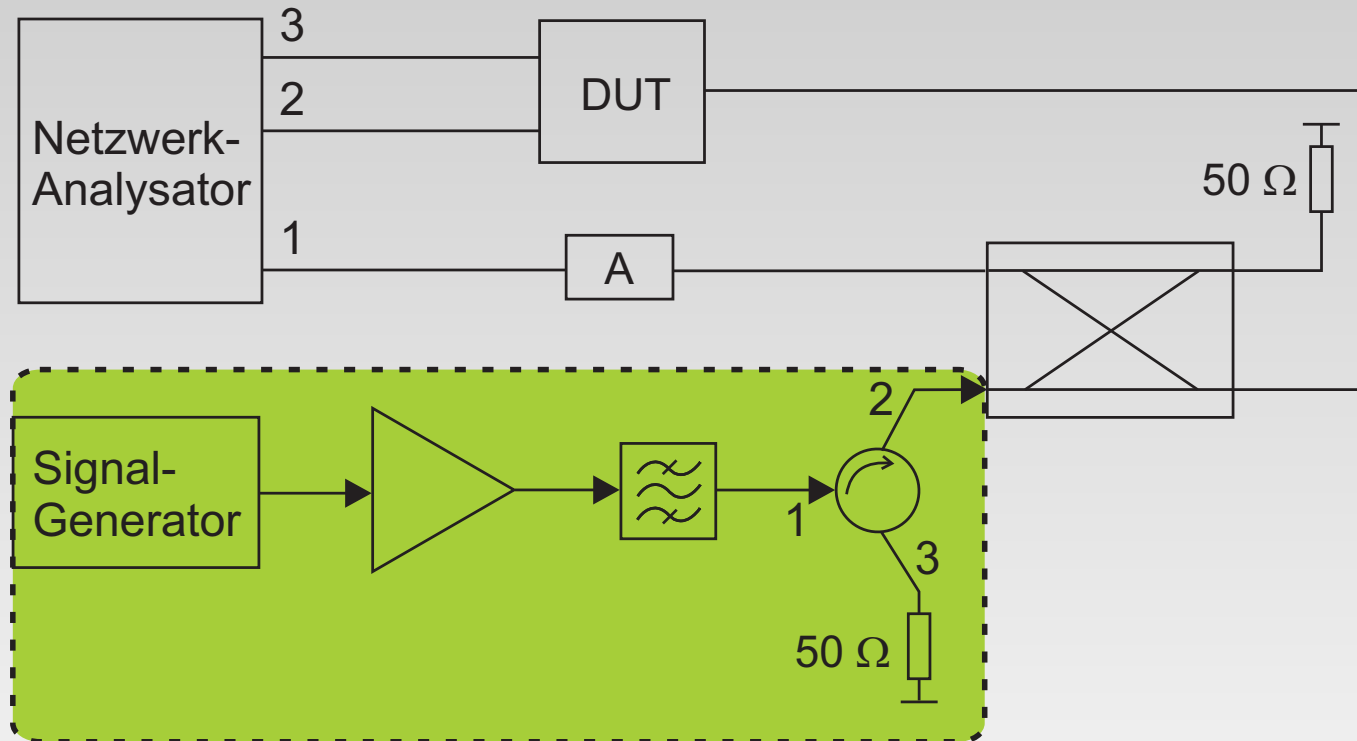 3
2
1
Netzwerk-
Analysator
DUT
50 Ω
A
Signal-
Generator
2
1
3
50 Ω